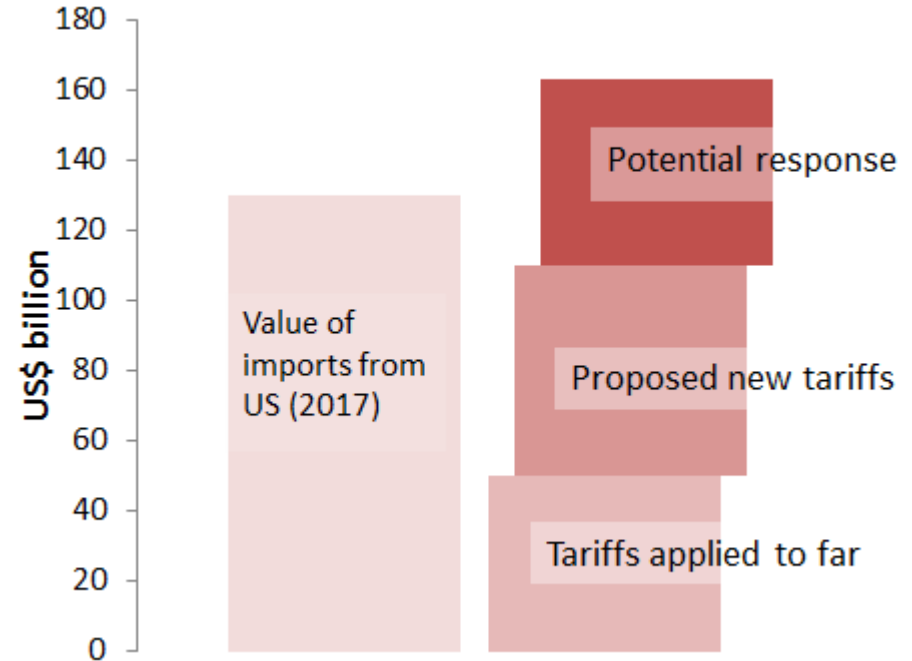 180
160
140
120
100
80
60
40
20
0
US$ billion
Value of
imports from
US (2017)
Potential response
Proposed new tariffs
Tariffs applied to far